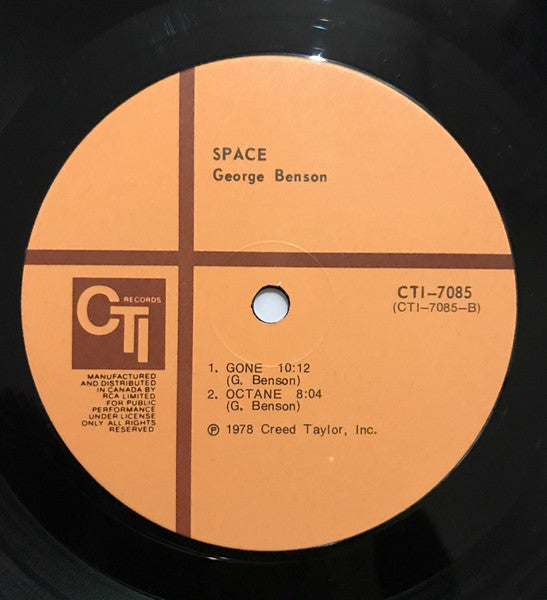 SPACE
George Benson
CTI RECORDS
CTI-7085
(CTI-7085-B)
MANUFACTURED
AND DISTRIBUTED
IN CANADA BY
RCA LIMITED
FOR PUBLIC
PERFORMANCE
UNDER LICENSE
ONLY ALL RIGHTS
RESERVED
1. GONE 10:12
(G. Benson)
2. OCTANE 8:04
(G. Benson)
℗ 1978 Creed Taylor, Inc.